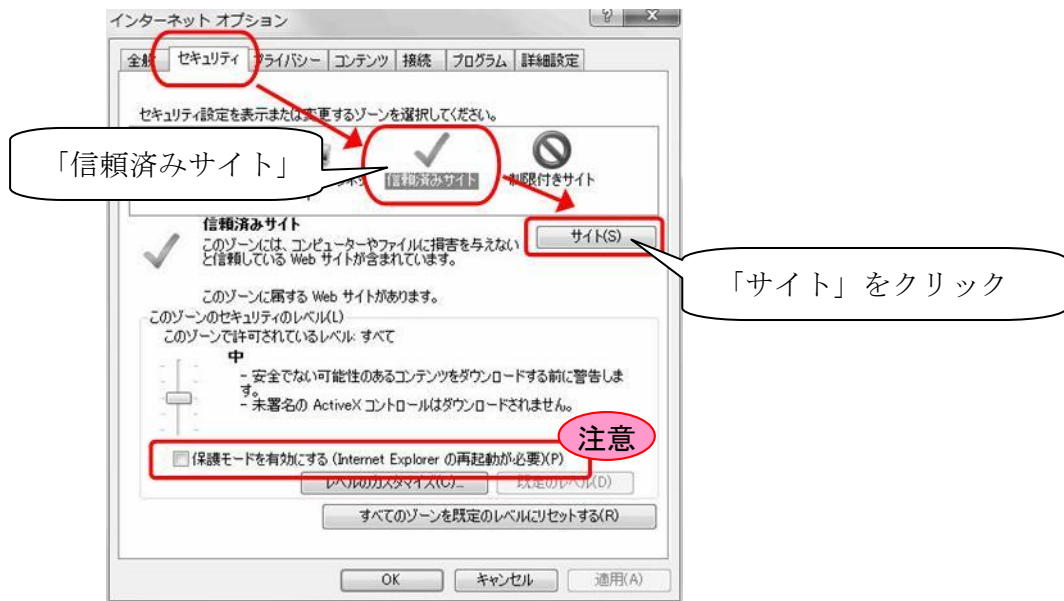 インターネット オプション
全般 セキュリティ プライバシー コンテンツ 接続 プログラム 詳細設定
セキュリティ設定を表示または変更するゾーンを選択してください。
「信頼済みサイト」
信頼済みサイト
制限付きサイト
信頼済みサイト
サイト(S)
このゾーンには、コンピューターやファイルに損害を与えない
と信頼している Web サイトが含まれています。
「サイト」をクリック
このゾーンに属する Web サイトがあります。
このゾーンのセキュリティのレベル(L)
このゾーンで許可されているレベル: すべて
中
- 安全でない可能性のあるコンテンツをダウンロードする前に警告しま
す。
- 未署名の ActiveX コントロールはダウンロードされません。
注意
保護モードを有効にする (Internet Explorer の再起動が必要)(P)
レベルのカスタマイズ(C)... 既定のレベル(D)
すべてのゾーンを既定のレベルにリセットする(R)
OK キャンセル 適用(A)